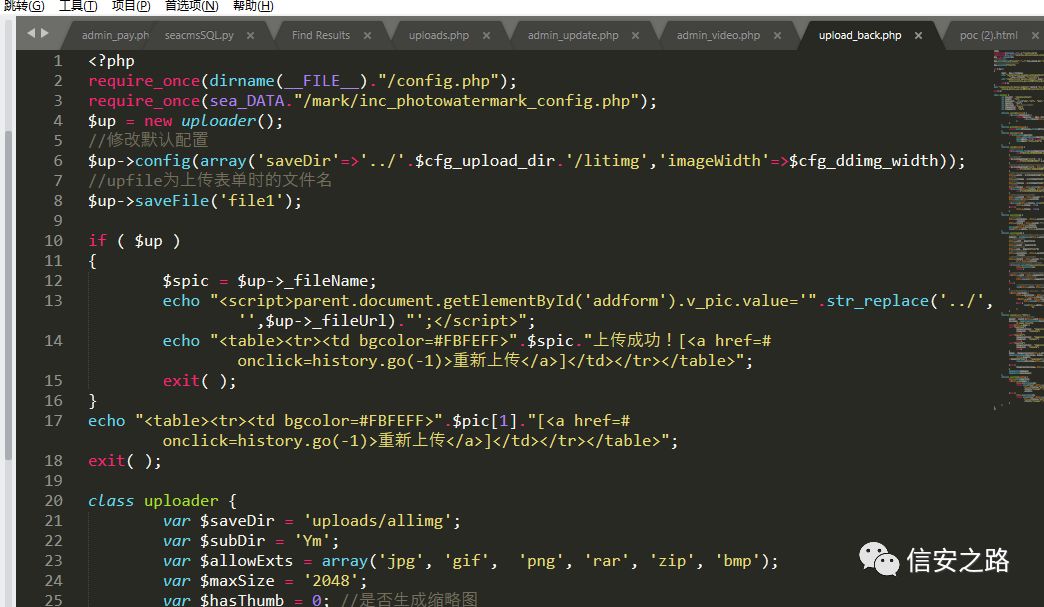 跳转(G) 工具(T) 项目(P) 首选项(N) 帮助(H)
admin_pay.ph seacmsSQL.py × Find Results × uploads.php × admin_update.php × admin_video.php × upload_back.php × poc (2).html ×
1 <?php
2 require_once(dirname(__FILE__)."/config.php");
3 require_once(sea_DATA."/mark/inc_photowatermark_config.php");
4 $up = new uploader();
5 //修改默认配置
6 $up->config(array('saveDir'=>'../'.$cfg_upload_dir.'/litimg','imageWidth'=>$cfg_ddimg_width));
7 //upfile为上传表单时的文件名
8 $up->saveFile('file1');
9
10 if ( $up )
11 {
12 $spic = $up->_fileName;
13 echo "<script>parent.document.getElementById('addform').v_pic.value='".str_replace('../',
'',$up->_fileUrl)."';</script>";
14 echo "<table><tr><td bgcolor=#FBFEFF>".$spic."上传成功！[<a href=#
onclick=history.go(-1)>重新上传</a>]</td></tr></table>";
15 exit( );
16 }
17 echo "<table><tr><td bgcolor=#FBFEFF>".$pic[1]."[<a href=#
onclick=history.go(-1)>重新上传</a>]</td></tr></table>";
18 exit( );
19
20 class uploader {
21 var $saveDir = 'uploads/allimg';
22 var $subDir = 'Ym';
23 var $allowExts = array('jpg', 'gif', 'png', 'rar', 'zip', 'bmp');
24 var $maxSize = '2048';
25 var $hasThumb = 0; //是否生成缩略图
信安之路